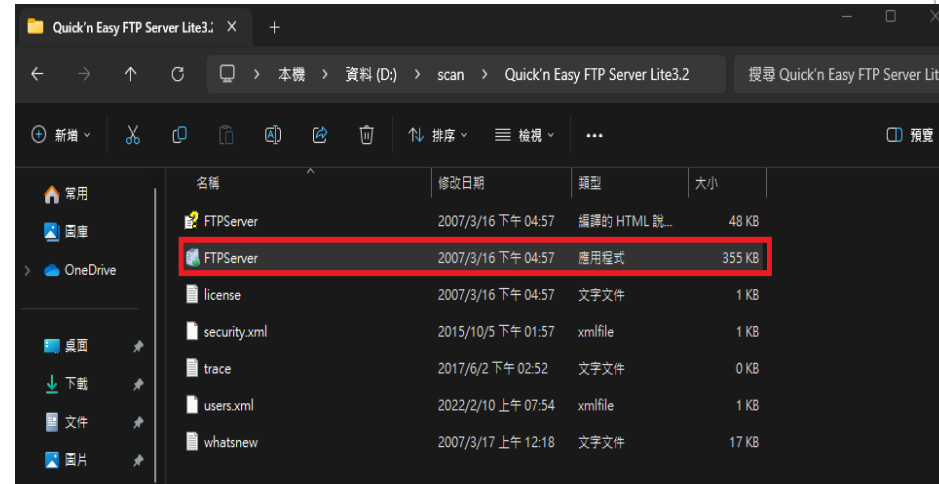 Quick'n Easy FTP Server Lite3.2
本機 > 資料 (D:) > scan > Quick'n Easy FTP Server Lite3.2 搜尋 Quick'n Easy FTP Server Lit
新增 排序 檢視 ... 預覽
名稱 修改日期 類型 大小
常用
圖庫
OneDrive
桌面
下載
文件
圖片
FTPServer 2007/3/16 下午 04:57 編譯的 HTML 說... 48 KB
FTPServer 2007/3/16 下午 04:57 應用程式 355 KB
license 2007/3/16 下午 04:57 文字文件 1 KB
security.xml 2015/10/5 下午 01:57 xmlfile 1 KB
trace 2017/6/2 下午 02:52 文字文件 0 KB
users.xml 2022/2/10 上午 07:54 xmlfile 1 KB
whatsnew 2007/3/17 上午 12:18 文字文件 17 KB